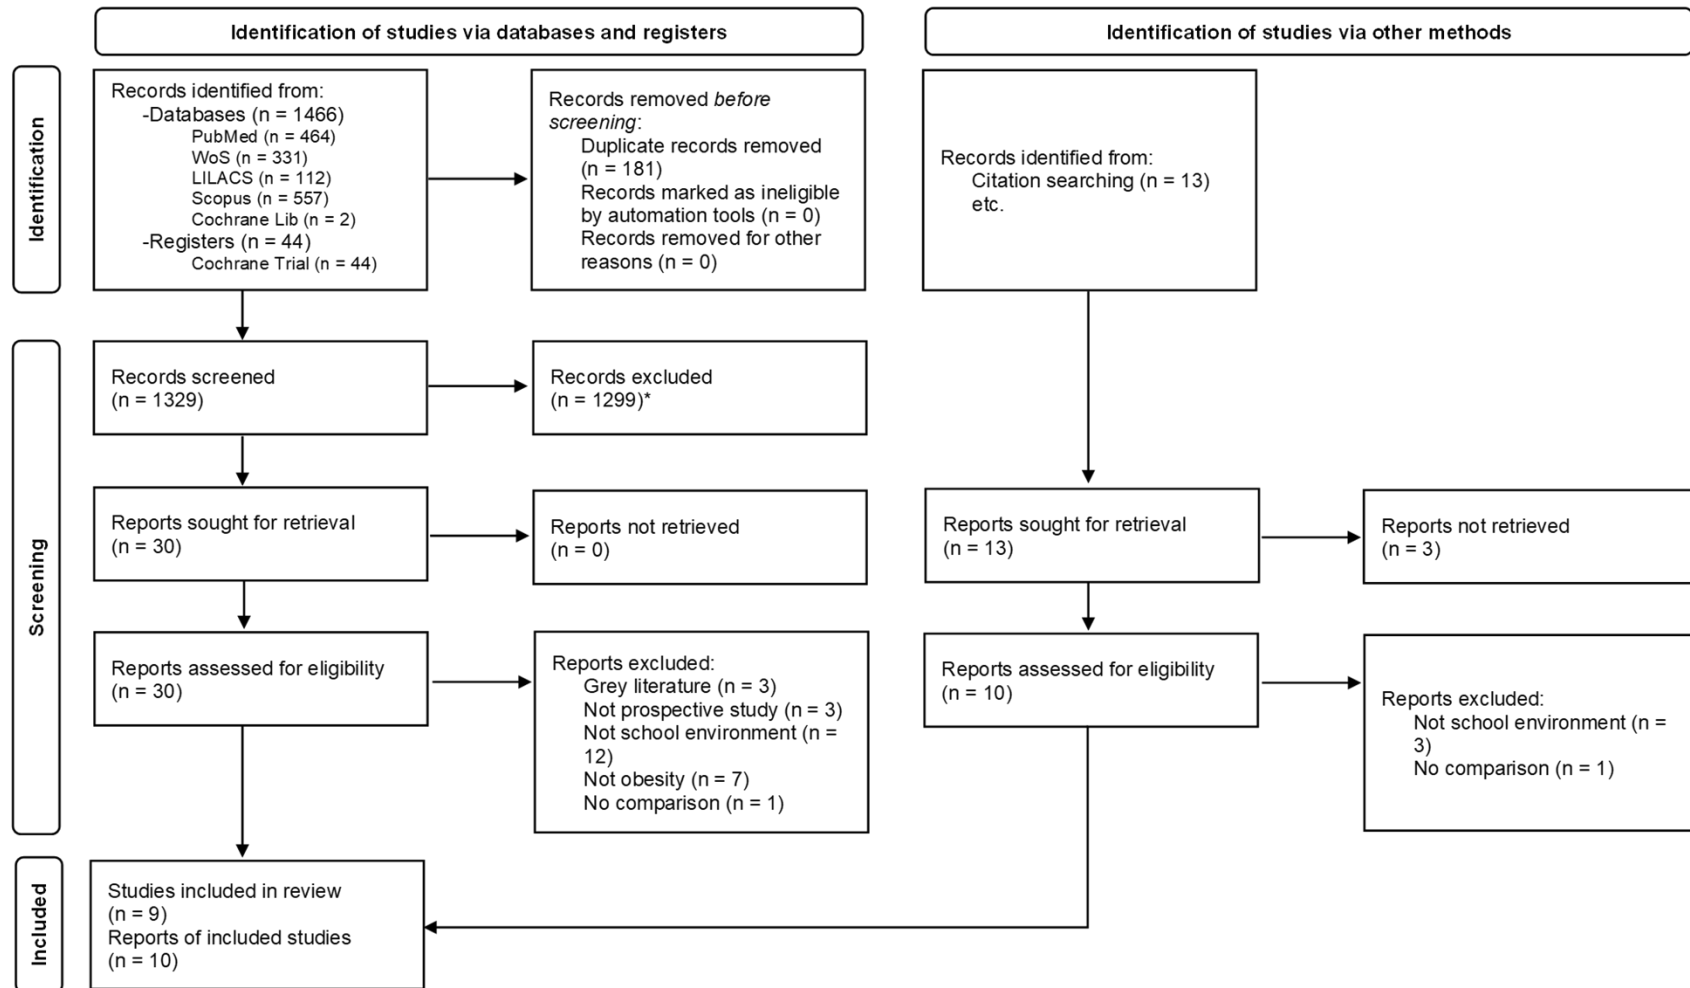 Identification of studies via databases and registers
Identification of studies via other methods
Identification
Records identified from:
-Databases (n = 1466)
PubMed (n = 464)
WoS (n = 331)
LILACS (n = 112)
Scopus (n = 557)
Cochrane Lib (n = 2)
-Registers (n = 44)
Cochrane Trial (n = 44)
Records removed before
screening:
Duplicate records removed
(n = 181)
Records marked as ineligible
by automation tools (n = 0)
Records removed for other
reasons (n = 0)
Records identified from:
Citation searching (n = 13)
etc.
Screening
Records screened
(n = 1329)
Records excluded
(n = 1299)*
Reports sought for retrieval
(n = 30)
Reports not retrieved
(n = 0)
Reports sought for retrieval
(n = 13)
Reports not retrieved
(n = 3)
Reports assessed for eligibility
(n = 30)
Reports excluded:
Grey literature (n = 3)
Not prospective study (n = 3)
Not school environment (n =
12)
Not obesity (n = 7)
No comparison (n = 1)
Reports assessed for eligibility
(n = 10)
Reports excluded:
Not school environment (n =
3)
No comparison (n = 1)
Included
Studies included in review
(n = 9)
Reports of included studies
(n = 10)